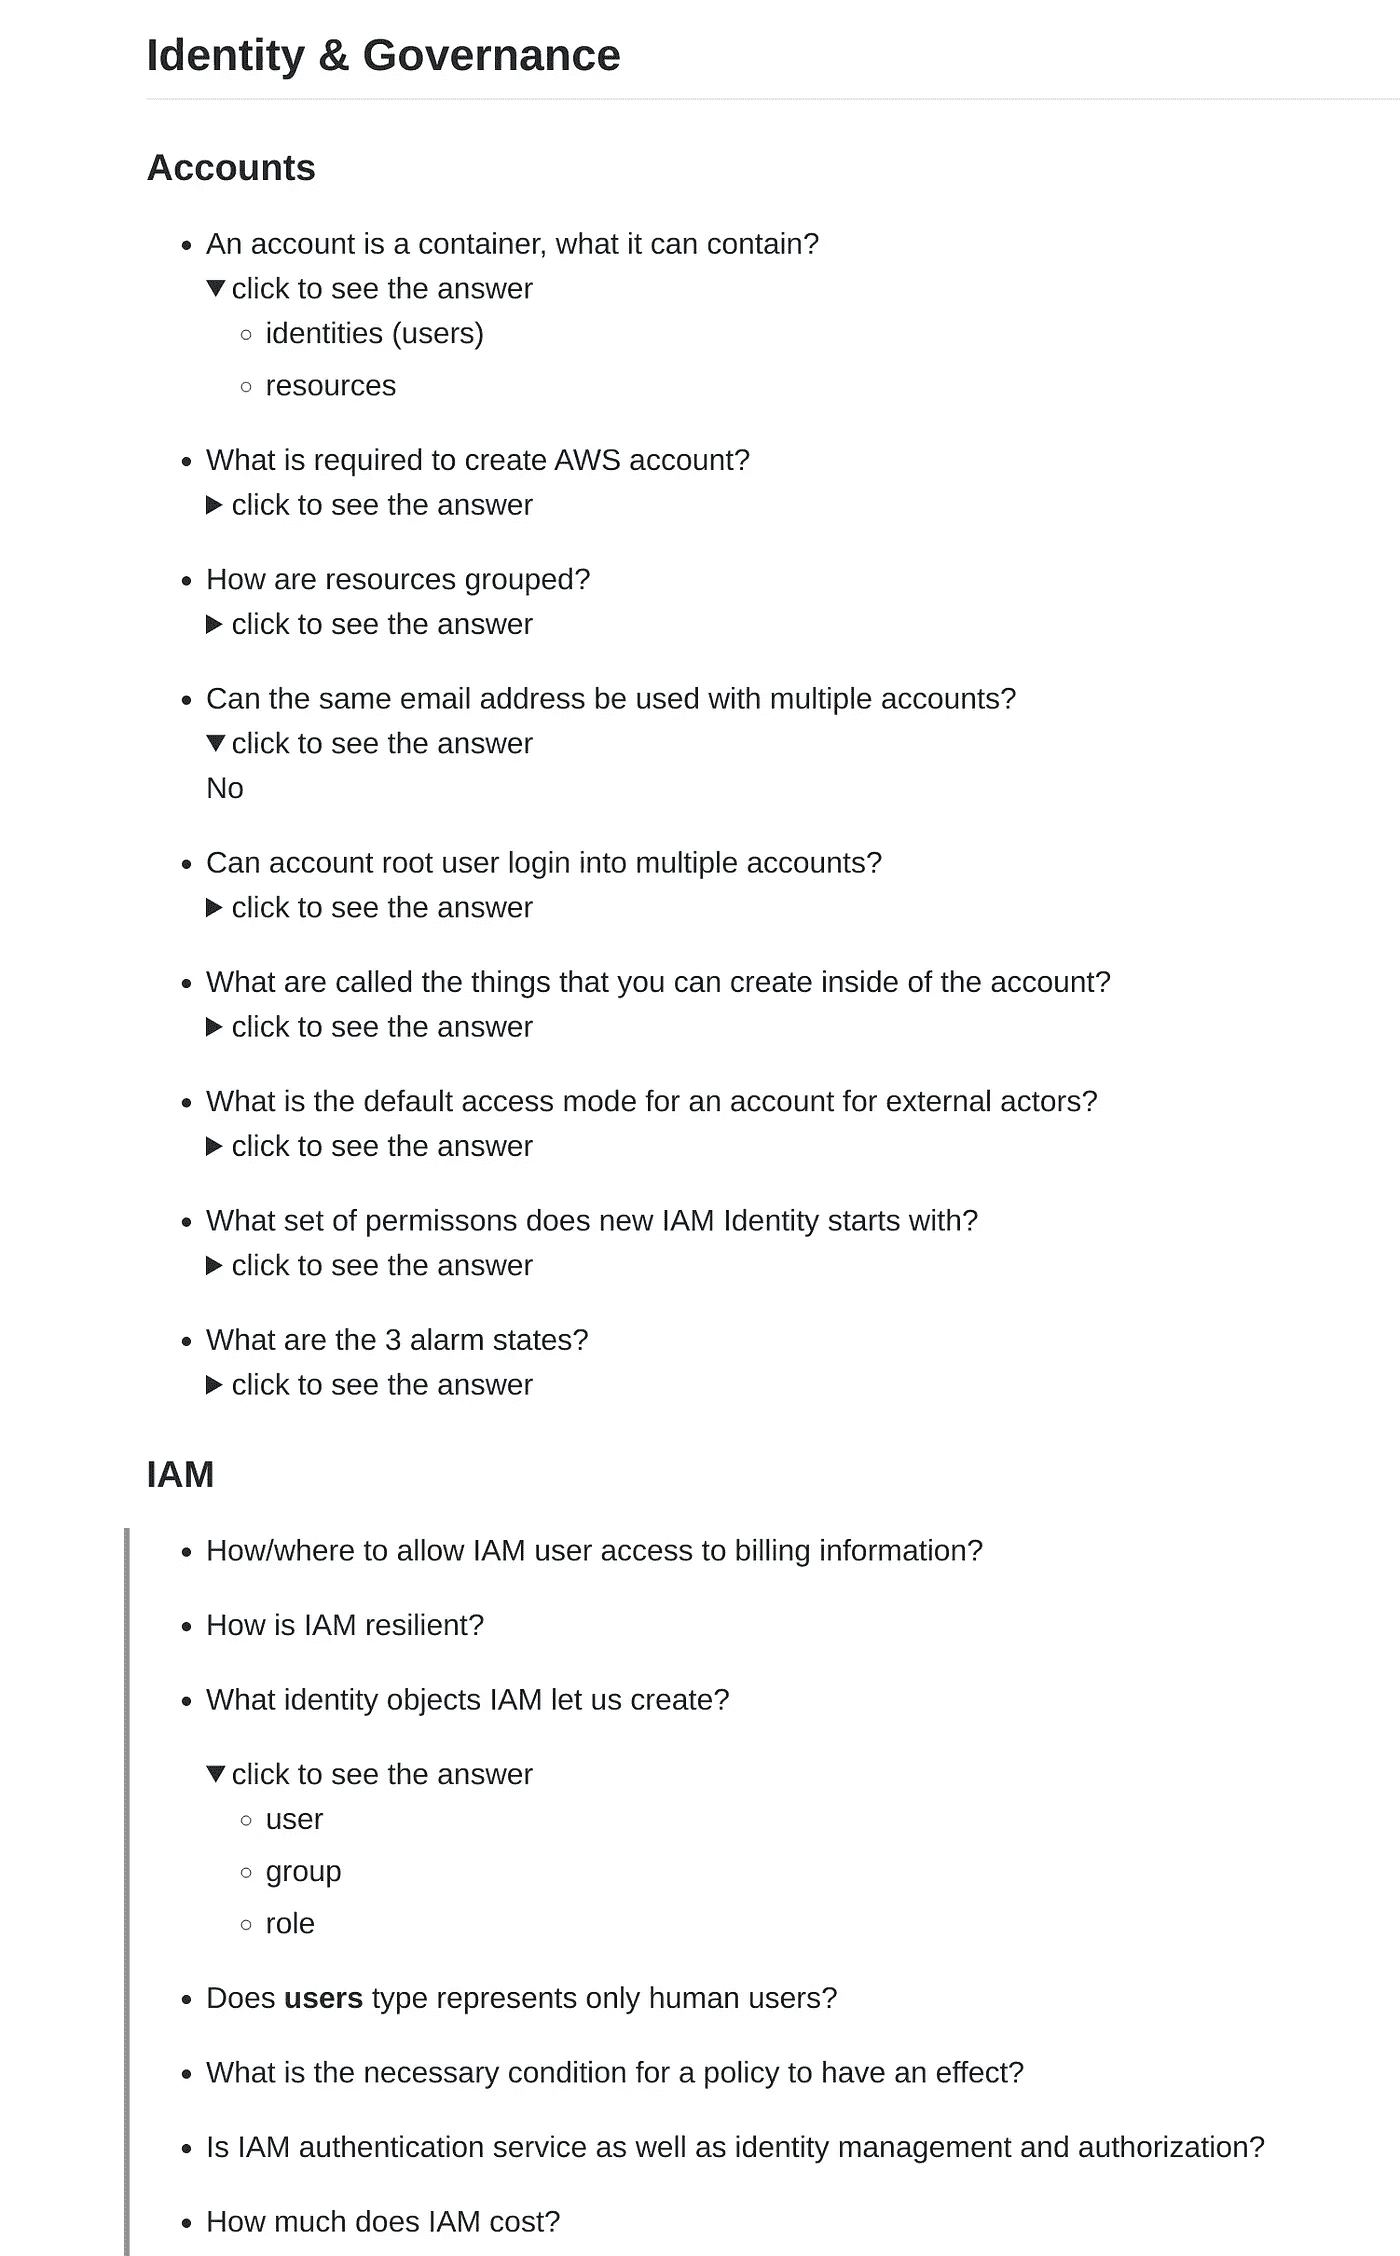 Identity & Governance
Accounts
An account is a container, what it can contain?
click to see the answer
identities (users)
resources
What is required to create AWS account?
click to see the answer
How are resources grouped?
click to see the answer
Can the same email address be used with multiple accounts?
click to see the answer
No
Can account root user login into multiple accounts?
click to see the answer
What are called the things that you can create inside of the account?
click to see the answer
What is the default access mode for an account for external actors?
click to see the answer
What set of permissons does new IAM Identity starts with?
click to see the answer
What are the 3 alarm states?
click to see the answer
IAM
How/where to allow IAM user access to billing information?
How is IAM resilient?
What identity objects IAM let us create?
click to see the answer
user
group
role
Does users type represents only human users?
What is the necessary condition for a policy to have an effect?
Is IAM authentication service as well as identity management and authorization?
How much does IAM cost?